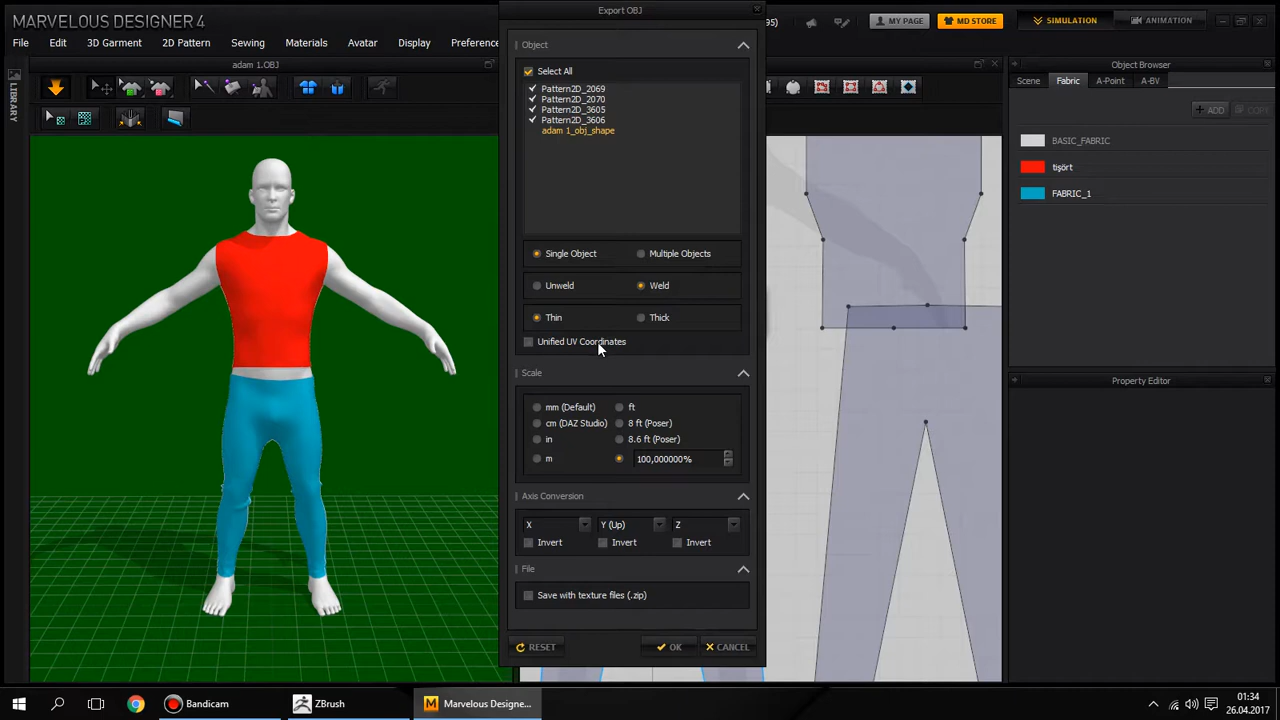 MARVELOUS DESIGNER 4
Export OBJ
MY PAGE
MD STORE
SIMULATION
ANIMATION
File Edit 3D Garment 2D Pattern Sewing Materials Avatar Display Preference
adam 1.OBJ
LIBRARY
Object
Select All
Pattern2D_2069
Pattern2D_2070
Pattern2D_3605
Pattern2D_3606
adam 1_obj_shape
Single Object Multiple Objects
Unweld Weld
Thin Thick
Unified UV Coordinates
Scale
mm (Default) ft
cm (DAZ Studio) 8 ft (Poser)
in 8.6 ft (Poser)
m 100,000000%
Axis Conversion
X Y (Up) Z
Invert Invert Invert
File
Save with texture files (.zip)
RESET OK CANCEL
Object Browser
Scene Fabric A-Point A-BV
+ ADD COPY
BASIC_FABRIC
tişört
FABRIC_1
Property Editor
Bandicam ZBrush Marvelous Designe...
01:34
26.04.2017